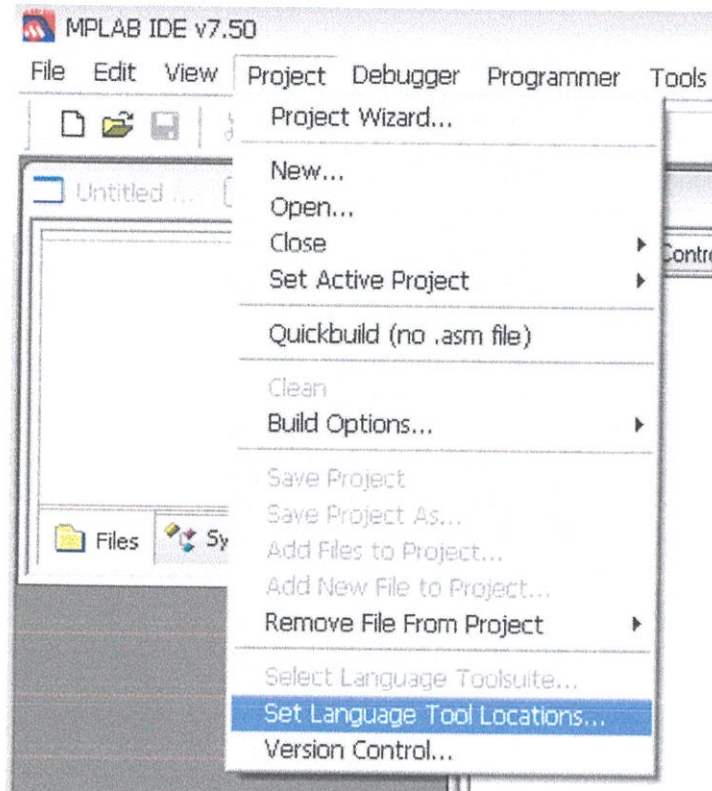 MPLAB IDE v7.50
File Edit View Project Debugger Programmer Tools
Project Wizard...
Untitled ...
New...
Open...
Close
Contro
Set Active Project
Quickbuild (no .asm file)
Clean
Build Options...
Save Project
Save Project As...
Files Sy
Add Files to Project...
Add New File to Project...
Remove File From Project
Select Language Toolsuite...
Set Language Tool Locations...
Version Control...